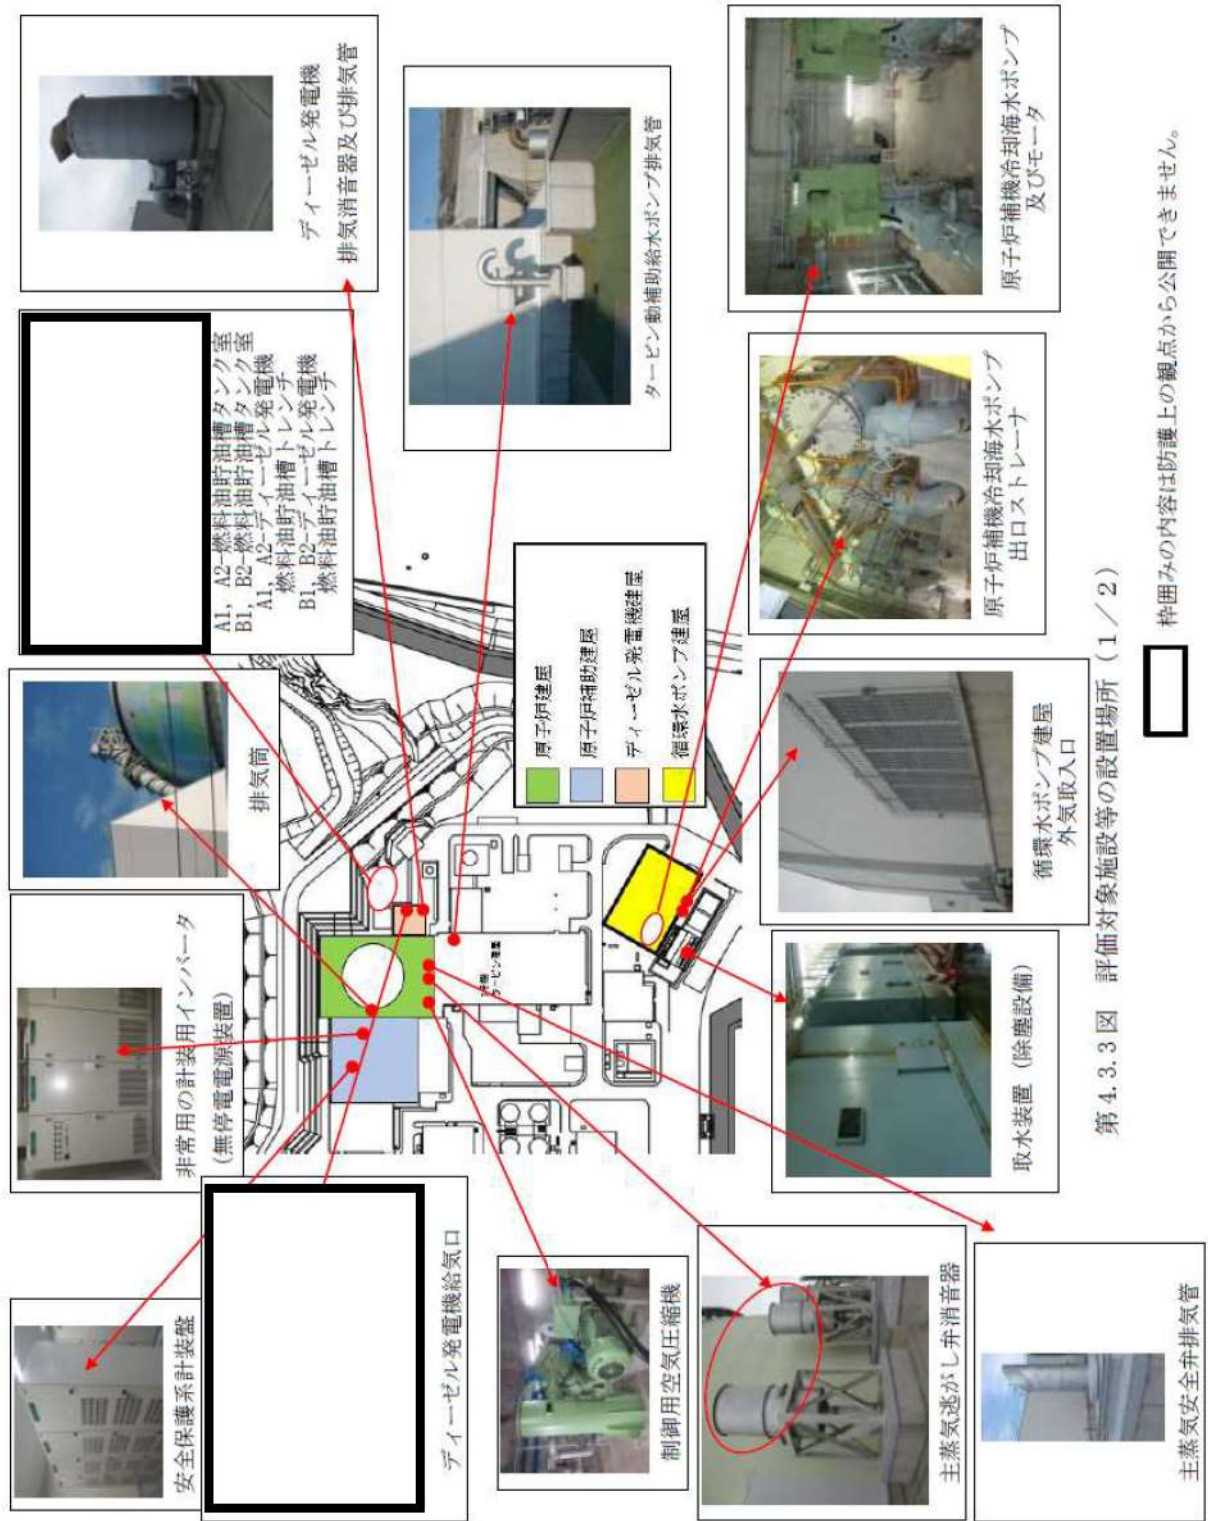 安全保護系計装盤
非常用の計装用インバータ
(無停電電源装置)
排気筒
A1, A2-燃料油貯油槽タンク室
B1, B2-燃料油貯油槽タンク室
A1, A2-ディーゼル発電機
燃料油貯油槽トレンチ
B1, B2-ディーゼル発電機
燃料油貯油槽トレンチ
ディーゼル発電機
排気消音器及び排気管
ディーゼル発電機給気口
タービン動補助給水ポンプ排気管
制御用空気圧縮機
タービン建屋
原子炉建屋
原子炉補助建屋
ディーゼル発電機建屋
循環水ポンプ建屋
主蒸気逃がし弁消音器
主蒸気安全弁排気管
取水装置 (除塵設備)
循環水ポンプ建屋
外気取入口
原子炉補機冷却海水ポンプ
出口ストレーナ
原子炉補機冷却海水ポンプ
及びモータ
第4.3.3図 評価対象施設等の設置場所 (1/2)
枠囲みの内容は防護上の観点から公開できません。